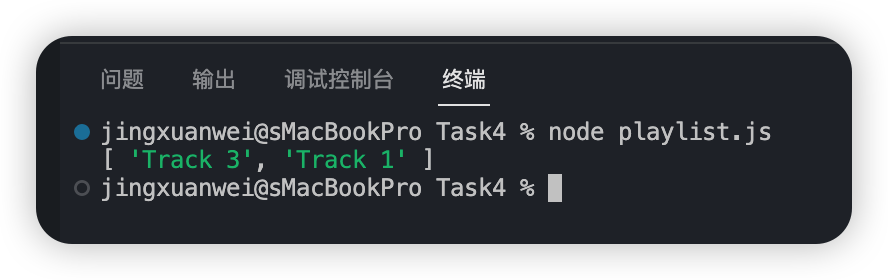 问题 输出 调试控制台 终端
jingxuanwei@sMacBookPro Task4 % node playlist.js
[ 'Track 3', 'Track 1' ]
jingxuanwei@sMacBookPro Task4 %